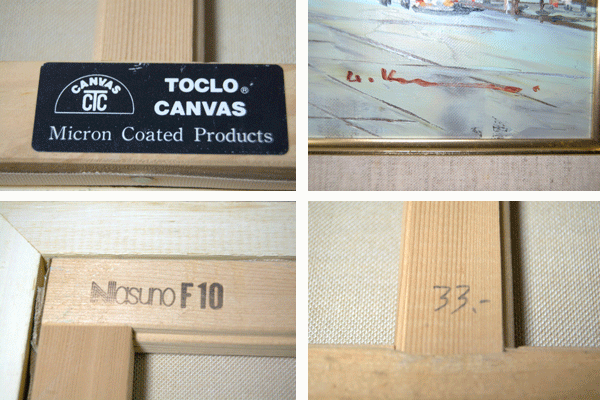 CANVAS
CTC
TOCLO®
CANVAS
Micron Coated Products
Nasuno F10
33.-